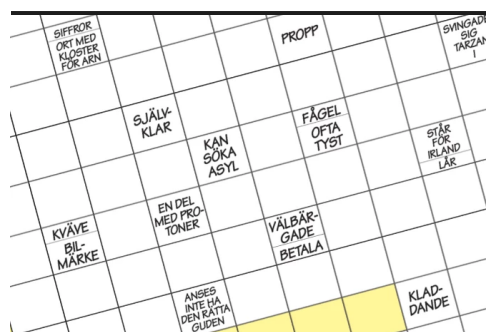 SIFFROR
ORT MED
KLOSTER
FÖR ARN
PROPP
SVINGADE
SIG
TARZAN
I
SJÄLV-
KLAR
KAN
SÖKA
ASYL
FÅGEL
OFTA
TYST
STÅR
FÖR
IRLAND
LÅR
KVÄVE
BIL-
MÄRKE
EN DEL
MED PRO-
TONER
VÄLBÄR-
GADE
BETALA
ANSES
INTE HA
DEN RÄTTA
GUDEN
KLAD-
DANDE